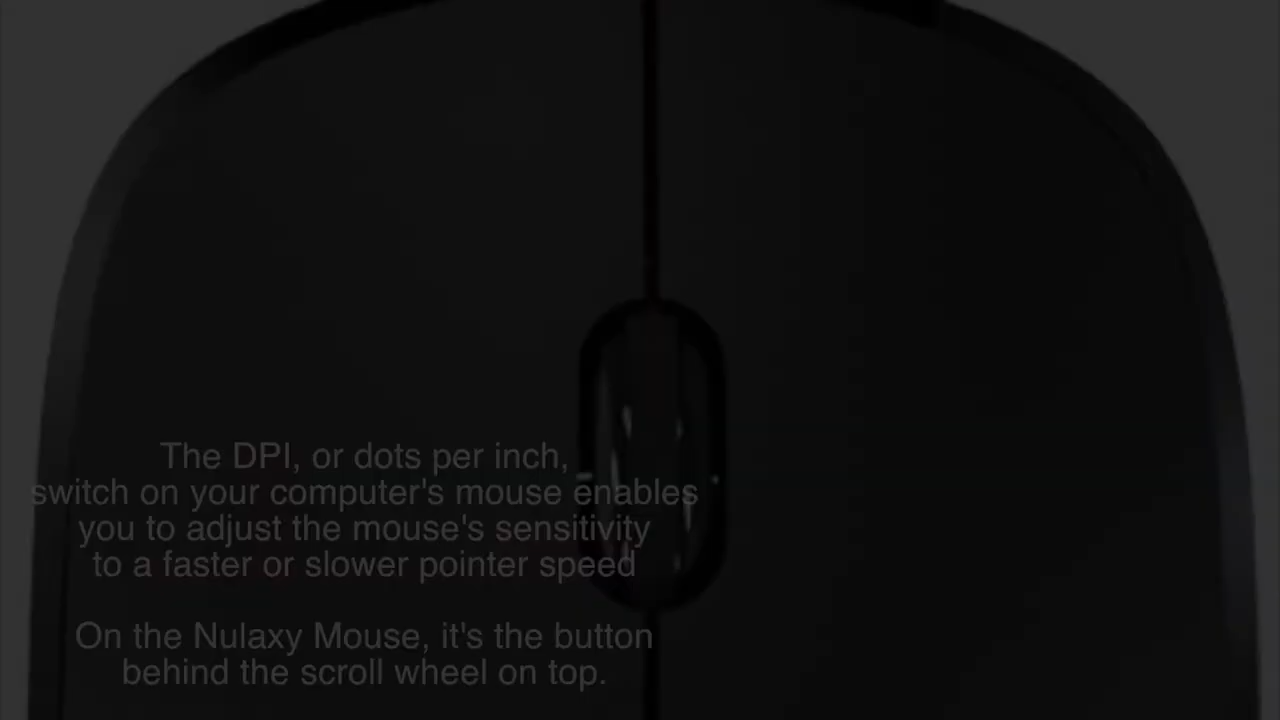 The DPI, or dots per inch,
switch on your computer's mouse enables
you to adjust the mouse's sensitivity
to a faster or slower pointer speed
On the Nulaxy Mouse, it's the button
behind the scroll wheel on top.